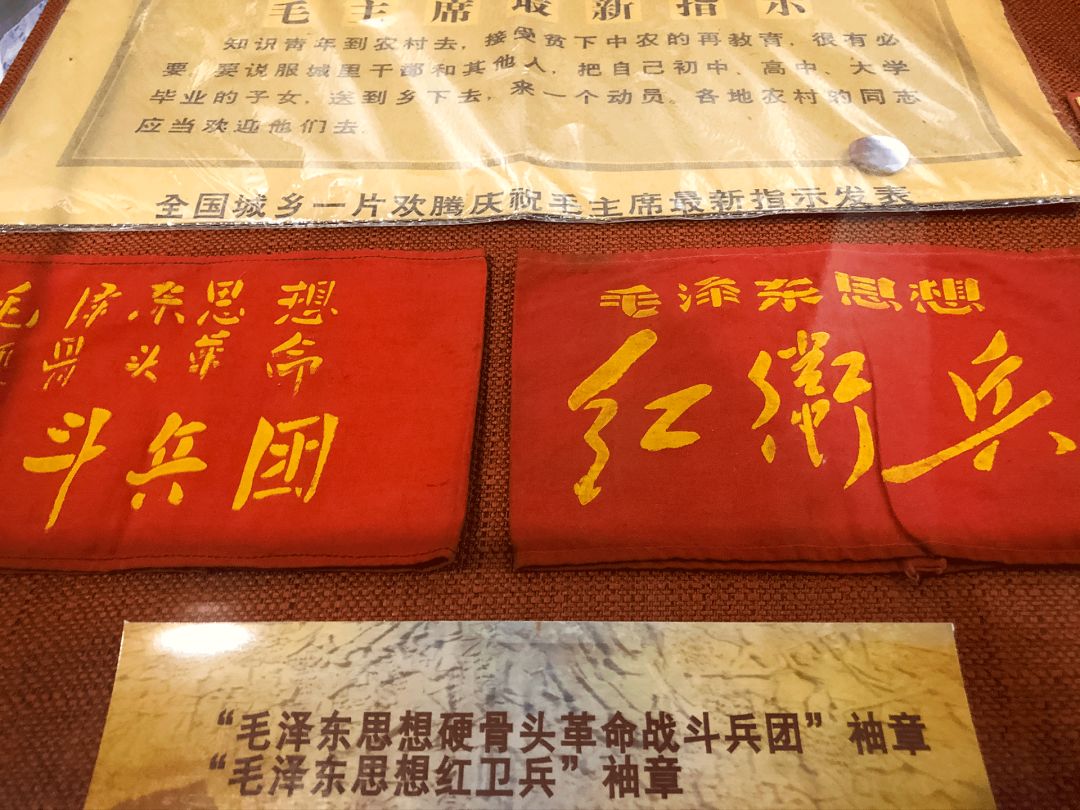 毛主席最新指示
知识青年到农村去，接受贫下中农的再教育，很有必
要。要说服城里干部和其他人，把自己初中、高中、大学
毕业的子女，送到乡下去，来一个动员。各地农村的同志
应当欢迎他们去。
全国城乡一片欢腾庆祝毛主席最新指示发表
毛泽东思想
硬骨头革命
斗兵团
毛泽东思想
红衛兵
“毛泽东思想硬骨头革命战斗兵团”袖章
“毛泽东思想红卫兵”袖章